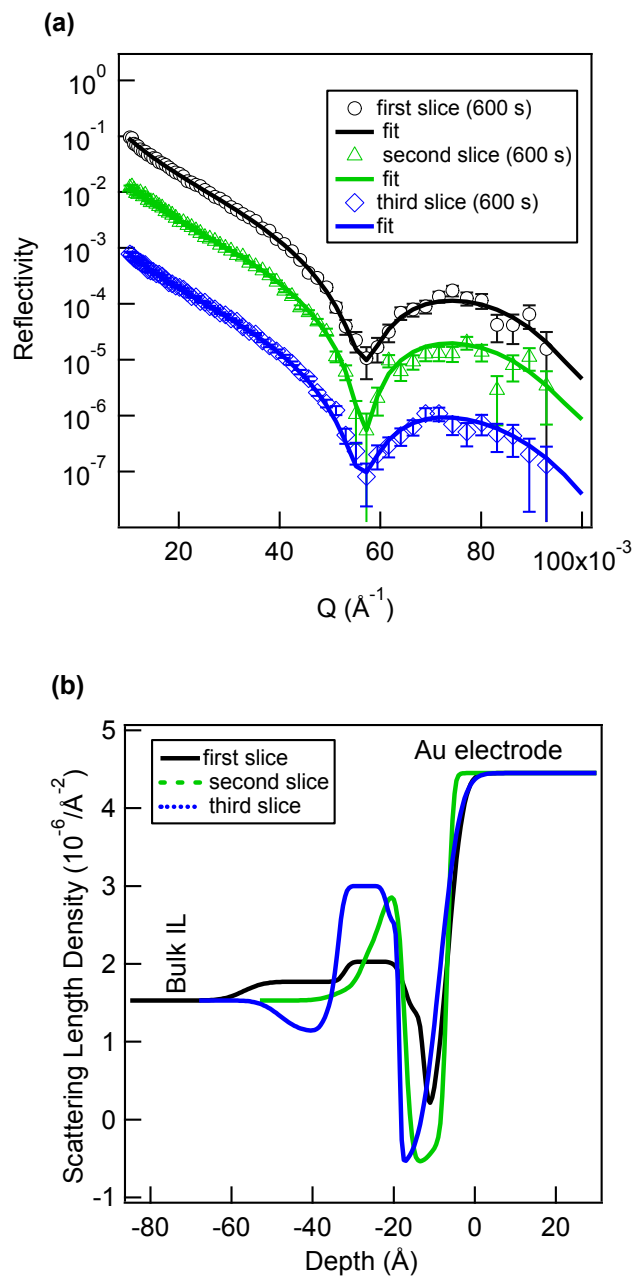 (a)
10^0
10^-1
10^-2
10^-3
10^-4
10^-5
10^-6
10^-7
Reflectivity
first slice (600 s)
fit
second slice (600 s)
fit
third slice (600 s)
fit
20
40
60
80
100x10^-3
Q (Å^-1)
(b)
5
4
3
2
1
0
-1
Scattering Length Density (10^-6/Å^-2)
first slice
second slice
third slice
Au electrode
Bulk IL
-80
-60
-40
-20
0
20
Depth (Å)